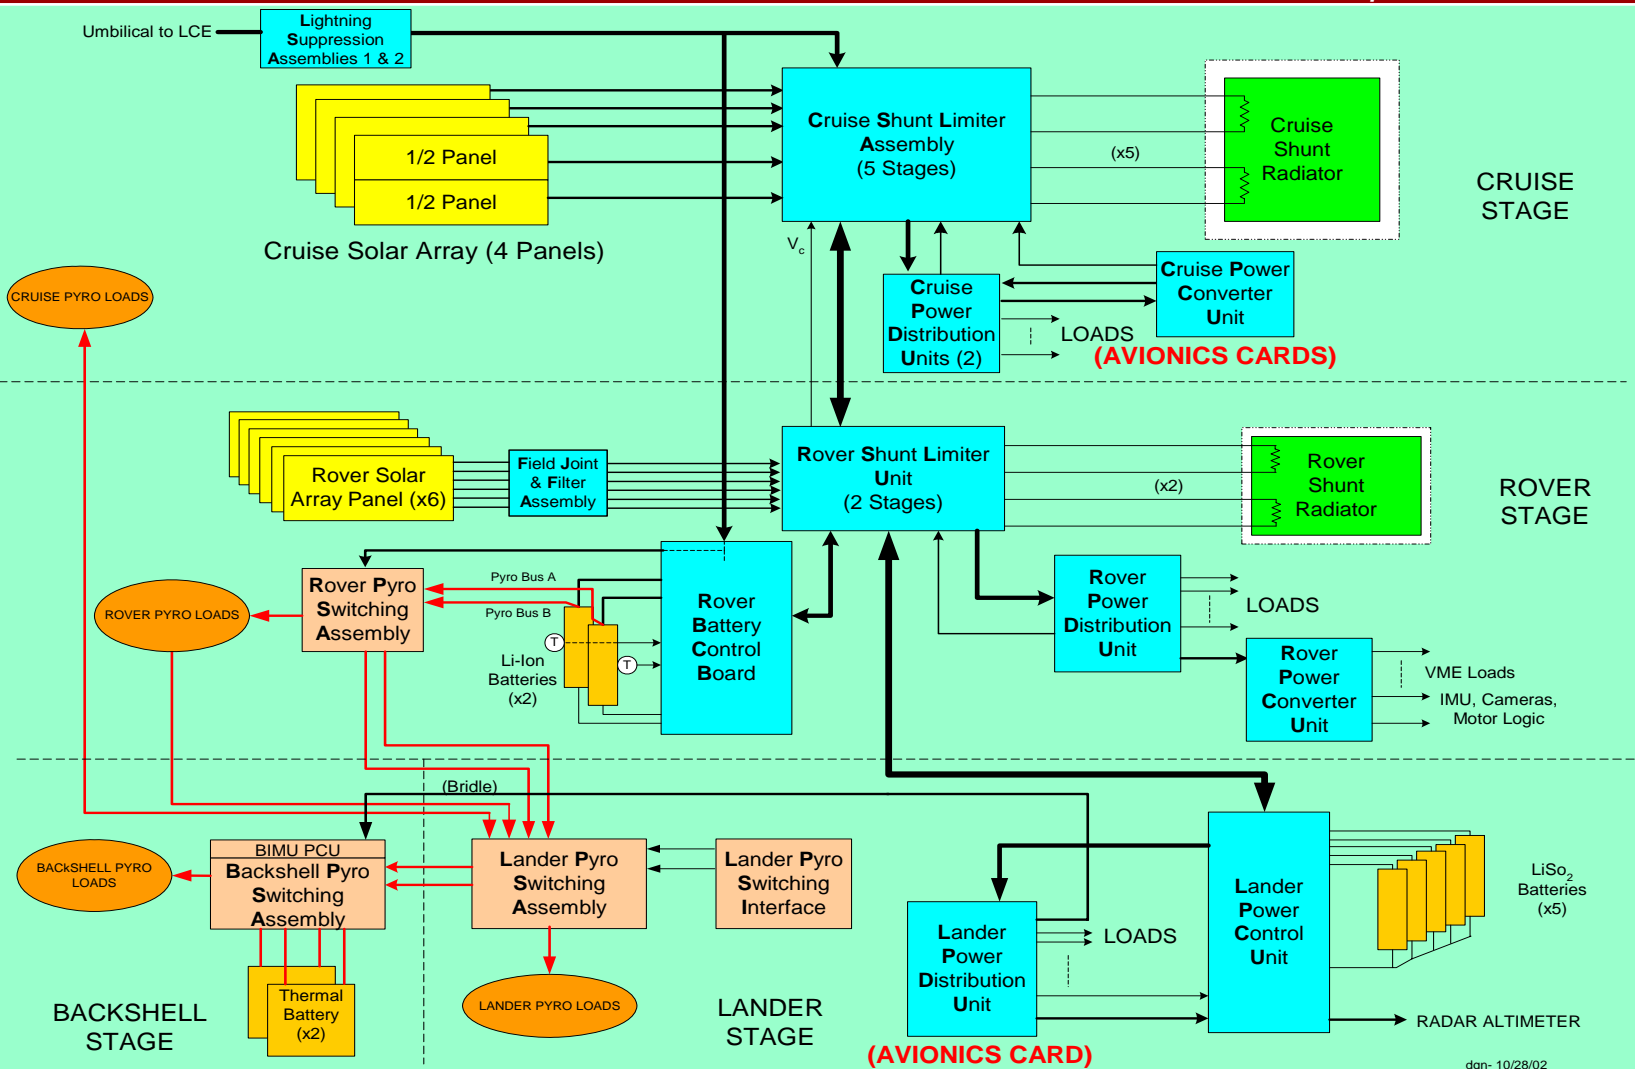 Umbilical to LCE
Lightning
Suppression
Assemblies 1 & 2
1/2 Panel
1/2 Panel
Cruise Solar Array (4 Panels)
Cruise Shunt Limiter
Assembly
(5 Stages)
(x5)
Cruise
Shunt
Radiator
CRUISE
STAGE
Vc
Cruise
Power
Distribution
Units (2)
Cruise Power
Converter
Unit
LOADS
(AVIONICS CARDS)
CRUISE PYRO LOADS
Rover Solar
Array Panel (x6)
Field Joint
& Filter
Assembly
Rover Shunt Limiter
Unit
(2 Stages)
(x2)
Rover
Shunt
Radiator
ROVER
STAGE
Rover Pyro
Switching
Assembly
ROVER PYRO LOADS
Pyro Bus A
Pyro Bus B
T
T
Li-Ion
Batteries
(x2)
Rover
Battery
Control
Board
Rover
Power
Distribution
Unit
LOADS
Rover
Power
Converter
Unit
VME Loads
IMU, Cameras,
Motor Logic
(Bridle)
BACkSHELL PYRO
LOADS
BIMU PCU
Backshell Pyro
Switching
Assembly
Thermal
Battery
(x2)
BACKSHELL
STAGE
Lander Pyro
Switching
Assembly
Lander Pyro
Switching
Interface
LANDER PYRO LOADS
LANDER
STAGE
Lander
Power
Distribution
Unit
(AVIONICS CARD)
LOADS
Lander
Power
Control
Unit
LiSo2
Batteries
(x5)
RADAR ALTIMETER
dgn- 10/28/02